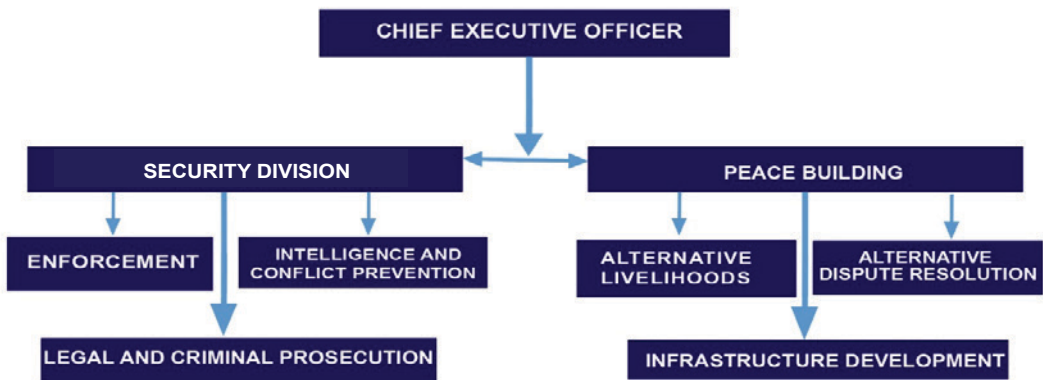 CHIEF EXECUTIVE OFFICER
SECURITY DIVISION
PEACE BUILDING
ENFORCEMENT
INTELLIGENCE AND
CONFLICT PREVENTION
ALTERNATIVE
LIVELIHOODS
ALTERNATIVE
DISPUTE RESOLUTION
LEGAL AND CRIMINAL PROSECUTION
INFRASTRUCTURE DEVELOPMENT